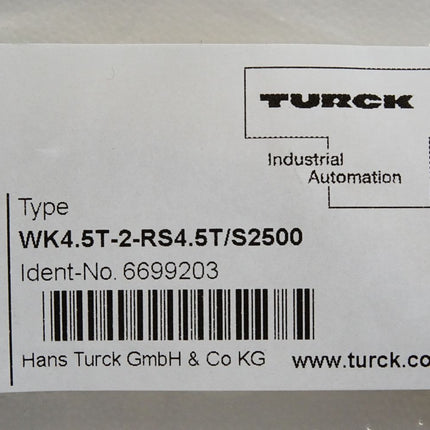 TURCK
Industrial
Automation
Type
WK4.5T-2-RS4.5T/S2500
Ident-No. 6699203
Hans Turck GmbH & Co KG
www.turck.co